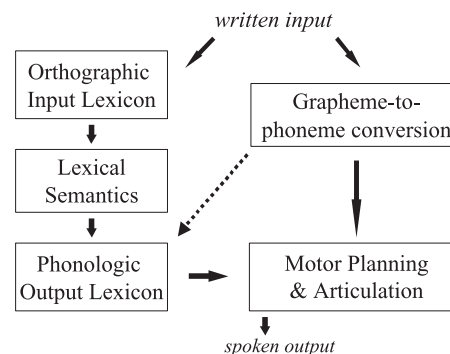 written input
Orthographic
Input Lexicon
Grapheme-to-
phoneme conversion
Lexical
Semantics
Phonologic
Output Lexicon
Motor Planning
& Articulation
spoken output